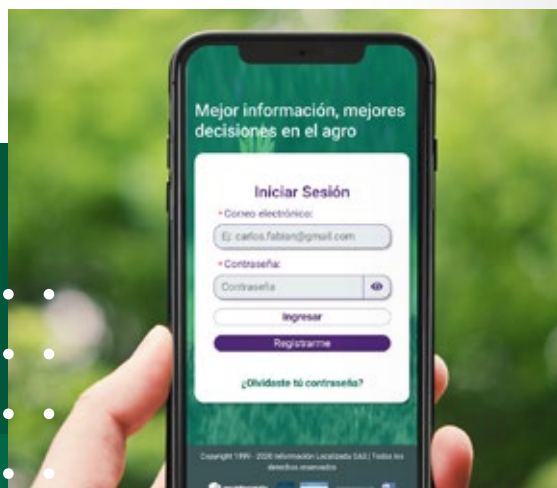 Mejor información, mejores
decisiones en el agro
Iniciar Sesión
* Correo electrónico:
Ej: carlos.fabian@gmail.com
* Contraseña:
Contraseña
Ingresar
Registrarme
¿Olvidaste tú contraseña?
Copyright 1999 - 2020 Información Localizada SAS | Todos los
derechos reservados